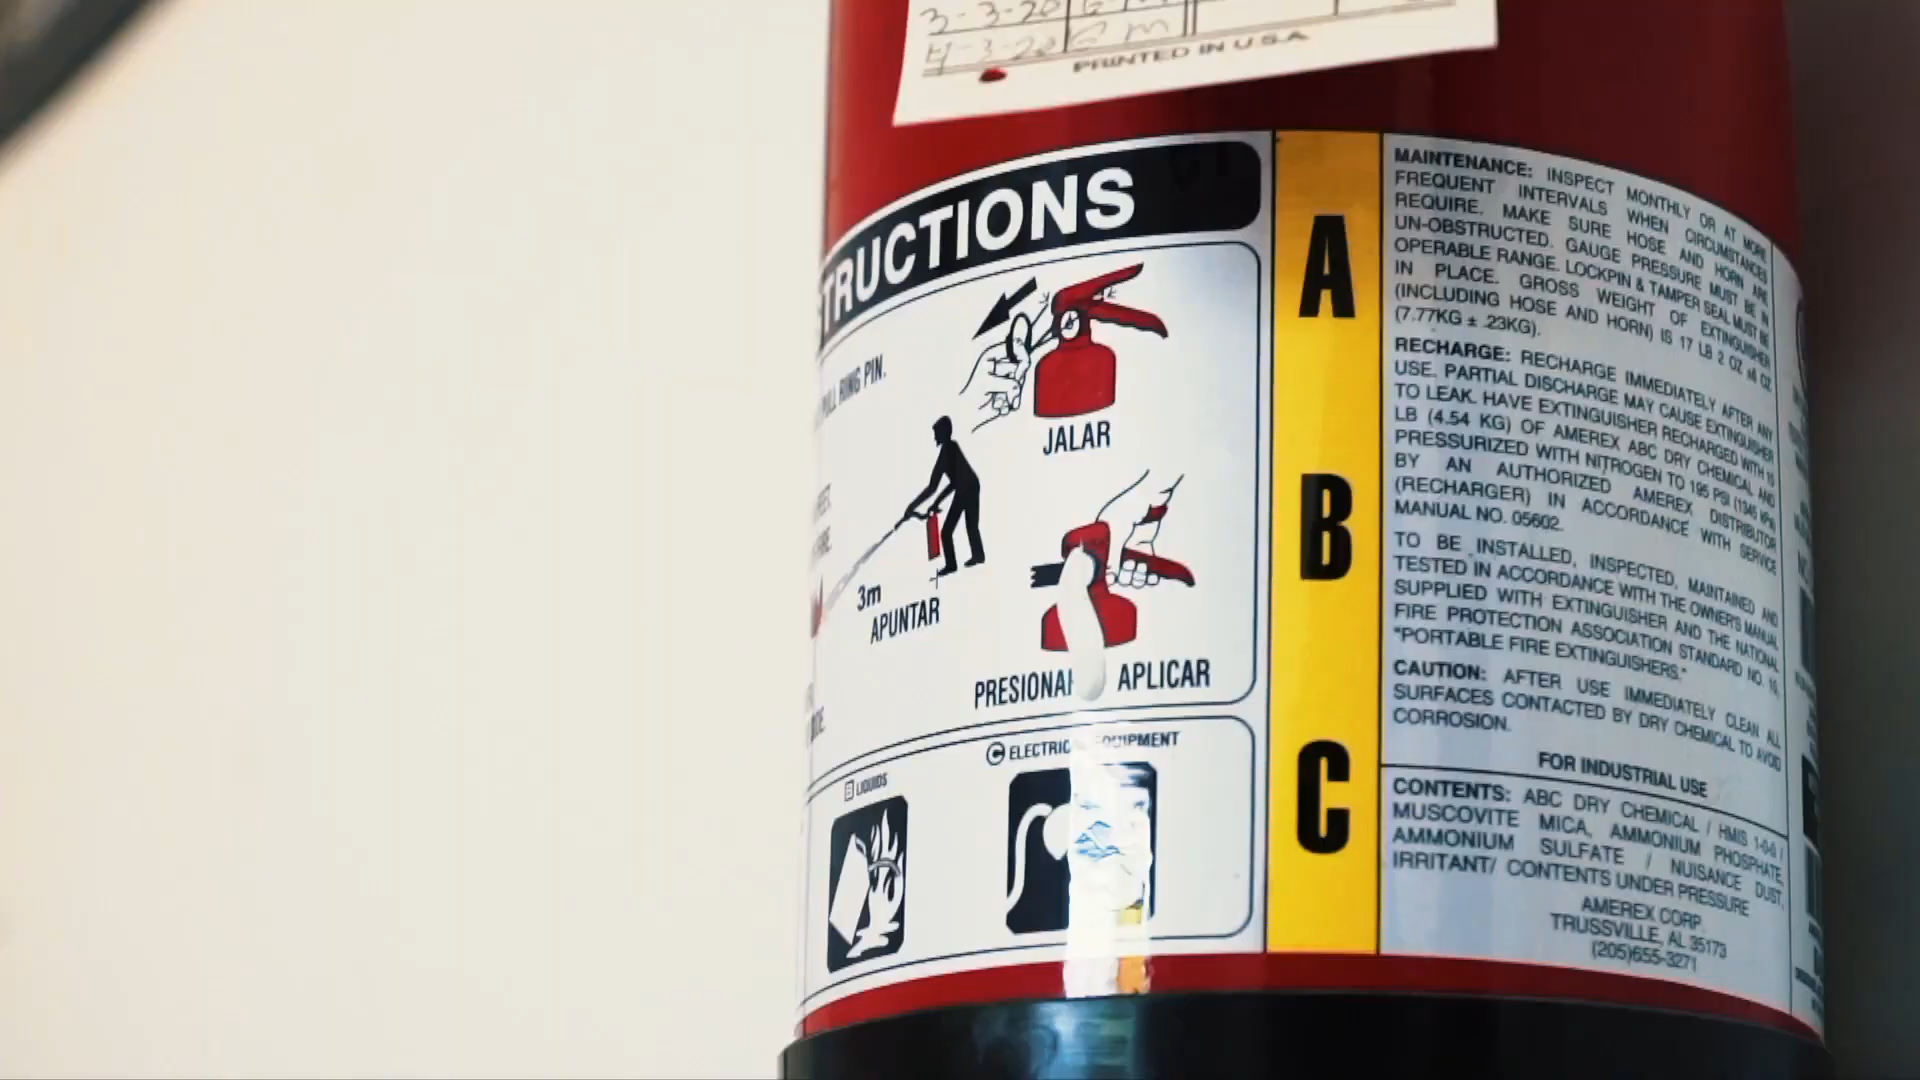 3-3-20
4-3-20 G m
PRINTED IN U S A
TRUCTIONS
PULL RING PIN.
JALAR
3m
APUNTAR
APLICAR
LIQUIDS
C EQUIPMENT
A
B
C
MAINTENANCE: INSPECT MONTHLY OR AT MORE
FREQUENT INTERVALS WHEN CIRCUMSTANCES
REQUIRE. MAKE SURE HOSE AND HORN ARE
UN-OBSTRUCTED. GAUGE PRESSURE MUST BE IN
OPERABLE RANGE. LOCKPIN & TAMPER SEAL MUST BE
IN PLACE. GROSS WEIGHT OF EXTINGUISHER
(INCLUDING HOSE AND HORN) IS 17 LB 2 OZ ±8 OZ
(7.77KG ± .23KG).
RECHARGE: RECHARGE IMMEDIATELY AFTER ANY
USE. PARTIAL DISCHARGE MAY CAUSE EXTINGUISHER
TO LEAK. HAVE EXTINGUISHER RECHARGED WITH 10
LB (4.54 KG) OF AMEREX ABC DRY CHEMICAL AND
PRESSURIZED WITH NITROGEN TO 195 PSI (1345 kPa)
BY AN AUTHORIZED AMEREX DISTRIBUTOR
(RECHARGER) IN ACCORDANCE WITH SERVICE
MANUAL NO. 05602.
TO BE INSTALLED, INSPECTED, MAINTAINED AND
TESTED IN ACCORDANCE WITH THE OWNER'S MANUAL
SUPPLIED WITH EXTINGUISHER AND THE NATIONAL
FIRE PROTECTION ASSOCIATION STANDARD NO. 10,
"PORTABLE FIRE EXTINGUISHERS."
CAUTION: AFTER USE IMMEDIATELY CLEAN ALL
SURFACES CONTACTED BY DRY CHEMICAL TO AVOID
CORROSION.
FOR INDUSTRIAL USE
CONTENTS: ABC DRY CHEMICAL / HMIS 1-0-0 /
MUSCOVITE MICA, AMMONIUM PHOSPHATE,
AMMONIUM SULFATE / NUISANCE DUST,
IRRITANT/ CONTENTS UNDER PRESSURE
AMEREX CORP.
TRUSSVILLE, AL 35173
(205)655-3271